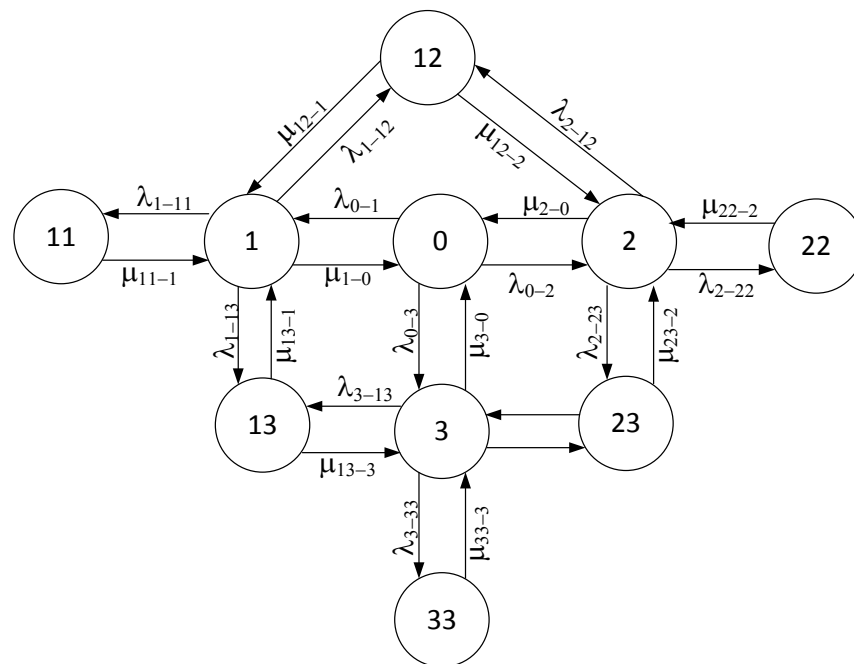 12
μ12–1
λ1–12
μ12–2
λ2–12
λ1–11
λ0–1
μ2–0
μ22–2
11
1
0
2
22
μ11–1
μ1–0
λ0–2
λ2–22
λ1–13
μ13–1
λ0–3
μ3–0
λ2–23
μ23–2
λ3–13
13
3
23
μ13–3
λ3–33
μ33–3
33